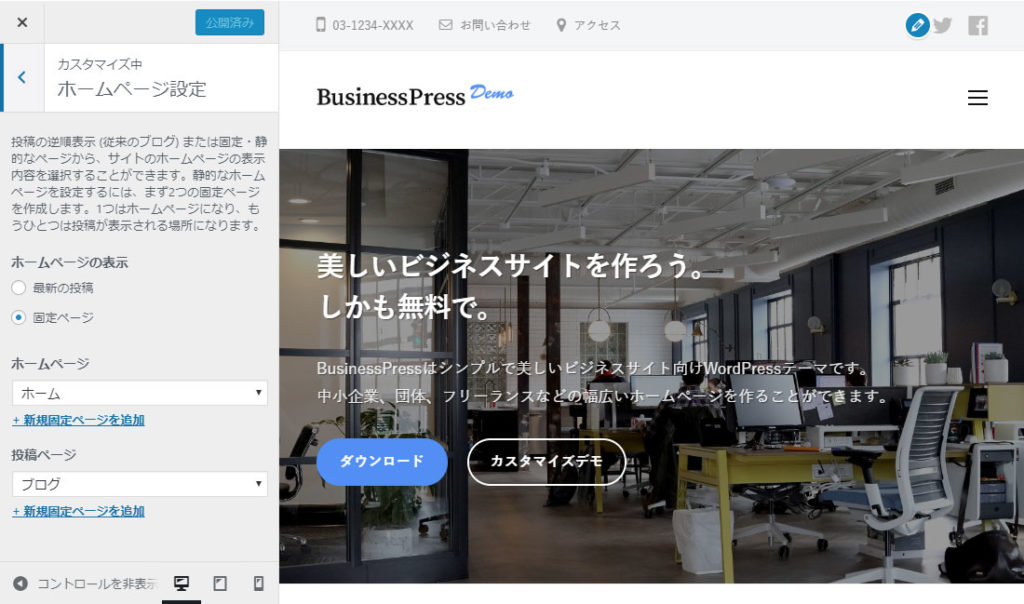 公開済み
カスタマイズ中
ホームページ設定
投稿の逆順表示 (従来のブログ) または固定・静
的なページから、サイトのホームページの表示
内容を選択することができます。静的なホーム
ページを設定するには、まず2つの固定ページ
を作成します。1つはホームページになり、も
うひとつは投稿が表示される場所になります。
ホームページの表示
最新の投稿
固定ページ
ホームページ
ホーム
+ 新規固定ページを追加
投稿ページ
ブログ
+ 新規固定ページを追加
コントロールを非表示
03-1234-XXXX お問い合わせ アクセス
BusinessPress Demo
美しいビジネスサイトを作ろう。
しかも無料で。
BusinessPressはシンプルで美しいビジネスサイト向けWordPressテーマです。
中小企業、団体、フリーランスなどの幅広いホームページを作ることができます。
ダウンロード カスタマイズデモ